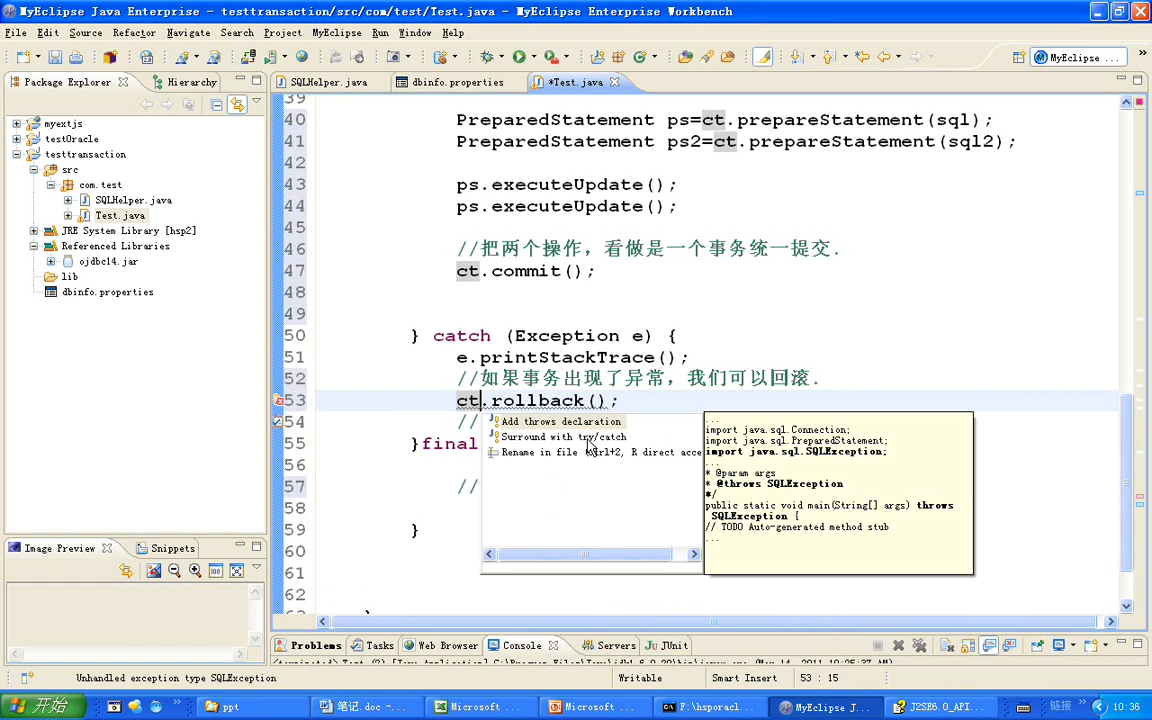 MyEclipse Java Enterprise - testtransaction/src/com/test/Test.java - MyEclipse Enterprise Workbench
File Edit Source Refactor Navigate Search Project MyEclipse Run Window Help
MyEclipse ...
Package Explorer Hierarchy
SQLHelper.java dbinfo.properties *Test.java
myextjs
testOracle
testtransaction
src
com.test
SQLHelper.java
Test.java
JRE System Library [hsp2]
Referenced Libraries
ojdbc14.jar
lib
dbinfo.properties
39
40 PreparedStatement ps=ct.prepareStatement(sql);
41 PreparedStatement ps2=ct.prepareStatement(sql2);
42
43 ps.executeUpdate();
44 ps.executeUpdate();
45
46 //把两个操作，看做是一个事务统一提交.
47 ct.commit();
48
49
50 } catch (Exception e) {
51 e.printStackTrace();
52 //如果事务出现了异常，我们可以回滚.
53 ct.rollback();
54 //
55 }final
56
57 //
58
59 }
60
61
62
Add throws declaration
Surround with try/catch
Rename in file (Ctrl+2, R direct acce
...
import java.sql.Connection;
import java.sql.PreparedStatement;
import java.sql.SQLException;
...
* @param args
* @throws SQLException
*/
public static void main(String[] args) throws
SQLException {
// TODO Auto-generated method stub
...
Image Preview Snippets
Problems Tasks Web Browser Console Servers JUnit
Unhandled exception type SQLException Writable Smart Insert 53 : 15
开始 ppt 笔记.doc -... Microsoft ... Microsoft ... F:\hsporacl... MyEclipse J... J2SE6.0_API... 链接 10:36